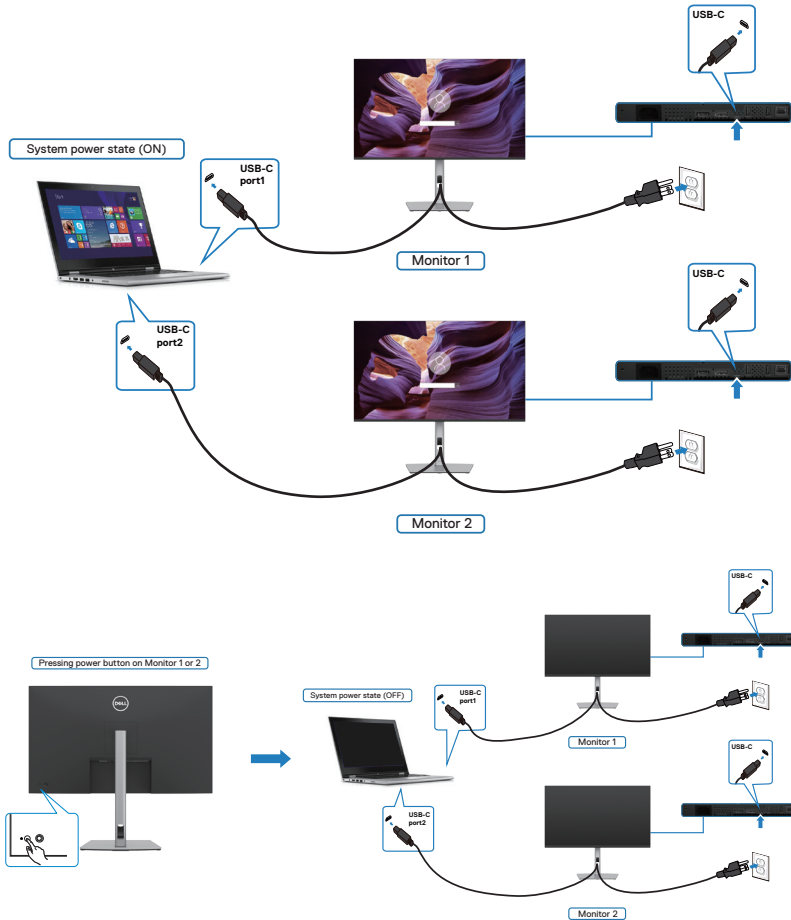 USB-C
System power state (ON)
USB-C
port1
Monitor 1
USB-C
USB-C
port2
Monitor 2
USB-C
Pressing power button on Monitor 1 or 2
DELL
System power state (OFF)
USB-C
port1
Monitor 1
USB-C
USB-C
port2
Monitor 2